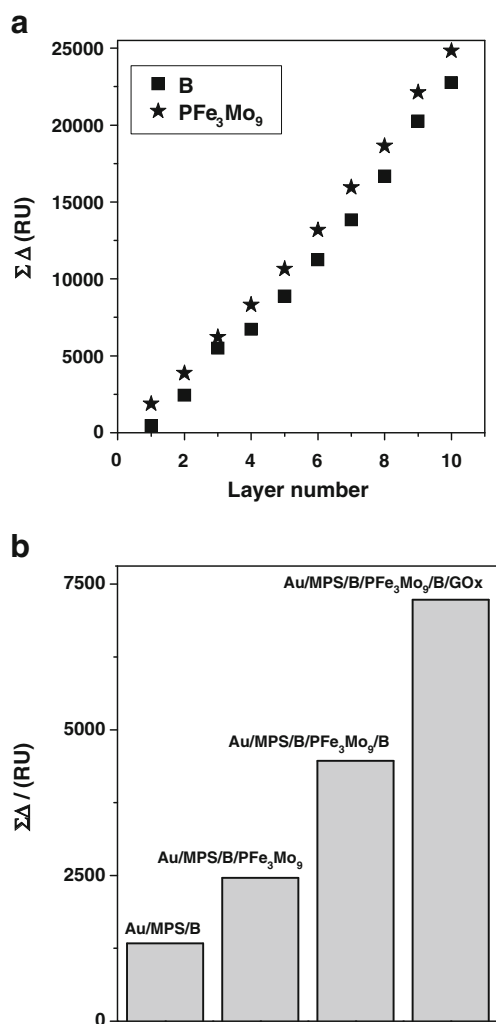 a
25000
20000
15000
10000
5000
0
ΣΔ (RU)
B
PFe₃Mo₉
0 2 4 6 8 10
Layer number
b
7500
5000
2500
0
ΣΔ / (RU)
Au/MPS/B/PFe₃Mo₉/B/GOx
Au/MPS/B/PFe₃Mo₉/B
Au/MPS/B/PFe₃Mo₉
Au/MPS/B